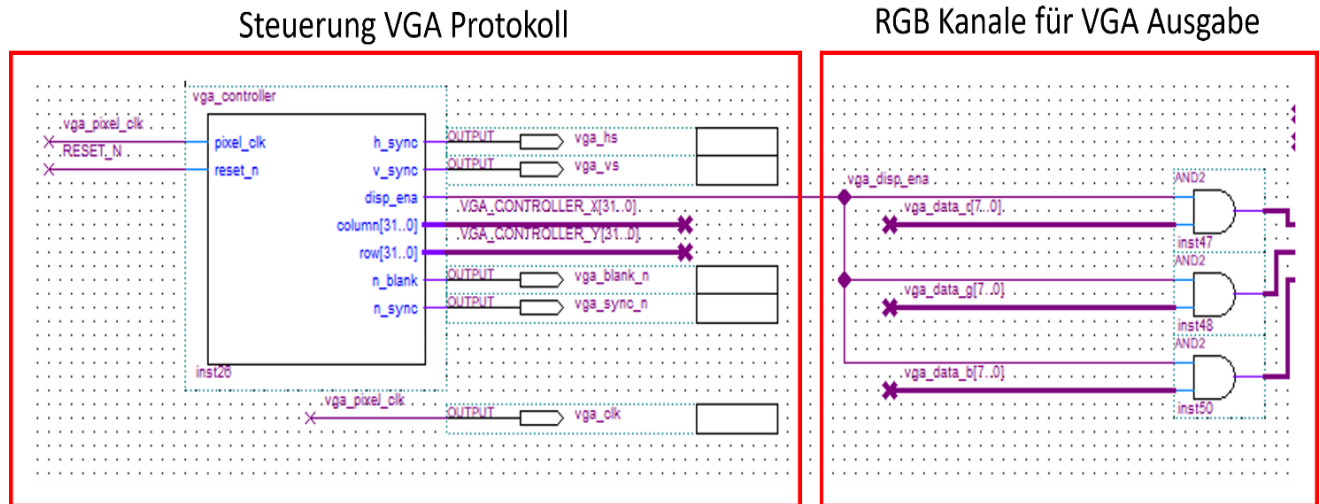 Steuerung VGA Protokoll
RGB Kanale für VGA Ausgabe
vga_controller
vga_pixel_clk
RESET_N
pixel_clk
reset_n
h_sync
v_sync
disp_ena
column[31..0]
row[31..0]
n_blank
n_sync
inst26
OUTPUT
vga_hs
OUTPUT
vga_vs
VGA_CONTROLLER_X[31..0]
VGA_CONTROLLER_Y[31..0]
OUTPUT
vga_blank_n
OUTPUT
vga_sync_n
vga_pixel_clk
OUTPUT
vga_clk
vga_disp_ena
vga_data_r[7..0]
AND2
inst47
vga_data_g[7..0]
AND2
inst48
vga_data_b[7..0]
AND2
inst50